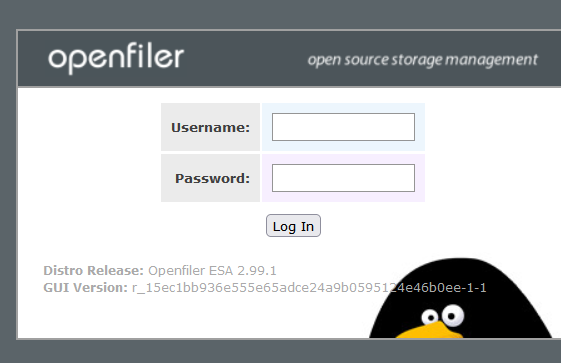 openfiler
open source storage management
Username:
Password:
Log In
Distro Release: Openfiler ESA 2.99.1
GUI Version: r_15ec1bb936e555e65adce24a9b0595124e46b0ee-1-1